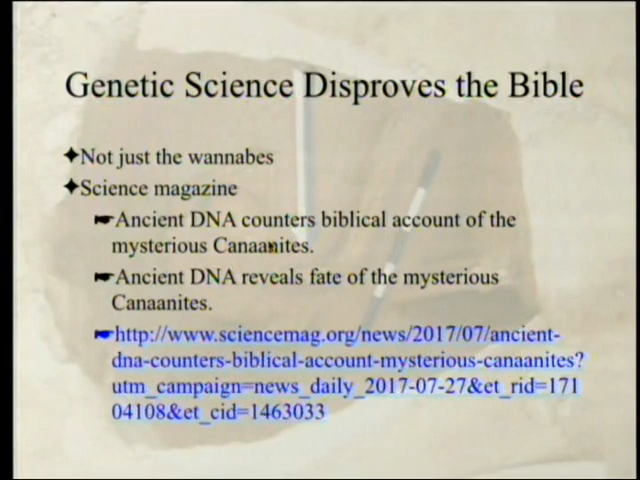 Genetic Science Disproves the Bible
Not just the wannabes
Science magazine
Ancient DNA counters biblical account of the
mysterious Canaanites.
Ancient DNA reveals fate of the mysterious
Canaanites.
http://www.sciencemag.org/news/2017/07/ancient-
dna-counters-biblical-account-mysterious-canaanites?
utm_campaign=news_daily_2017-07-27&et_rid=171
04108&et_cid=1463033